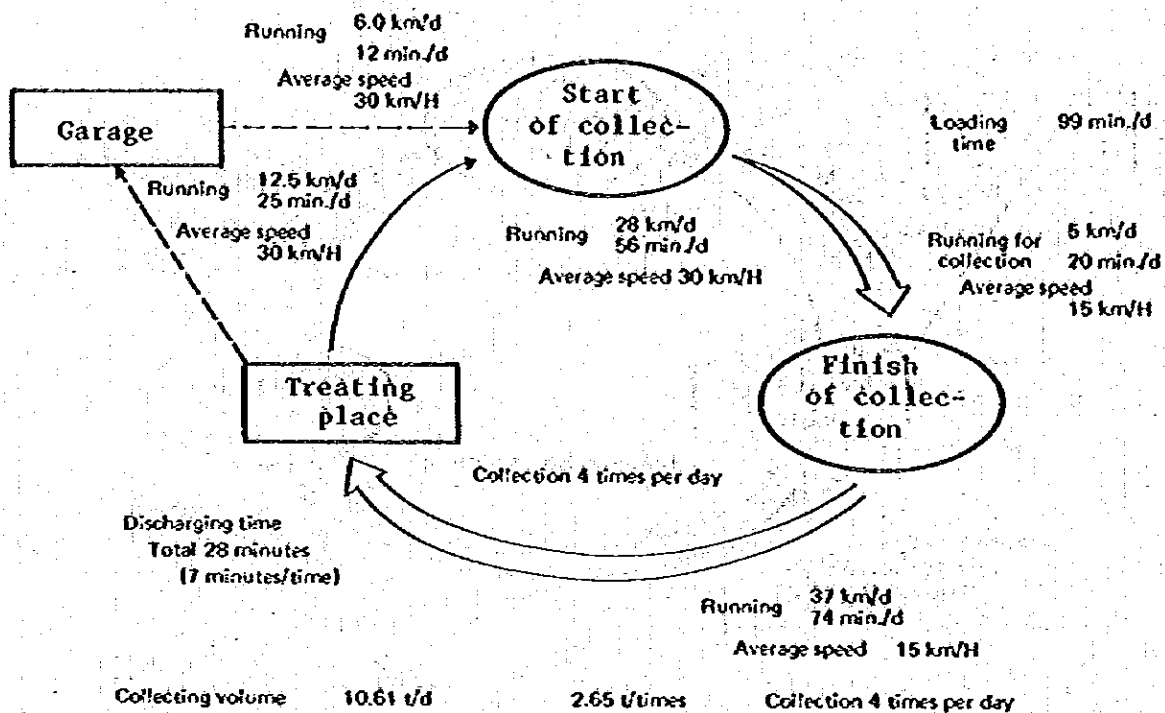 Running 6.0 km/d
12 min./d
Average speed
30 km/H
Garage
Start
of collec-
tion
Loading 99 min./d
time
Running 12.5 km/d
25 min./d
Average speed
30 km/H
Running 28 km/d
56 min./d
Average speed 30 km/H
Running for 5 km/d
collection 20 min./d
Average speed
15 km/H
Treating
place
Finish
of collec-
tion
Collection 4 times per day
Discharging time
Total 28 minutes
(7 minutes/time)
Running 37 km/d
74 min./d
Average speed 15 km/H
Collecting volume 10.61 t/d 2.65 t/times Collection 4 times per day